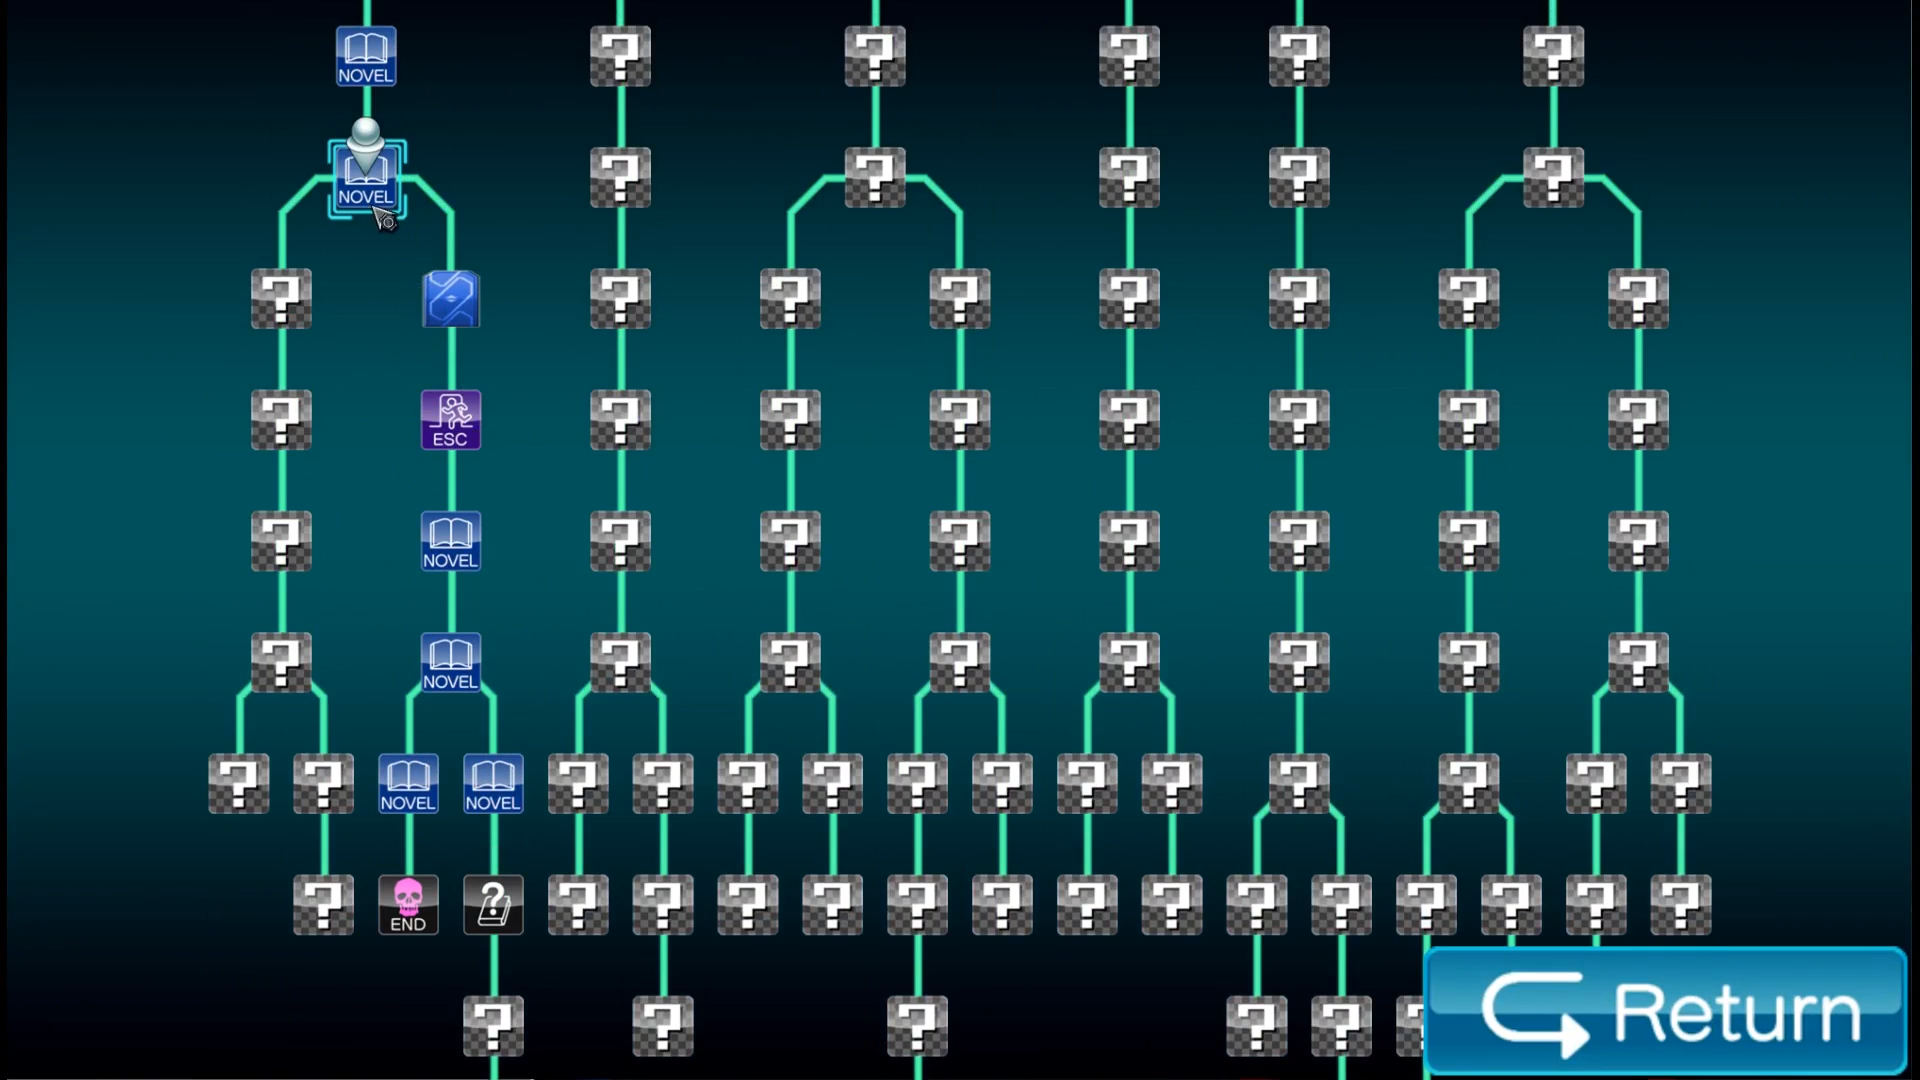 ?
NOVEL ? ? ? ? ?
NOVEL ? ? ? ? ?
? ? ? ? ? ? ? ?
? ESC ? ? ? ? ? ? ?
? NOVEL ? ? ? ? ? ? ?
? NOVEL ? ? ? ? ? ? ?
? ? NOVEL NOVEL ? ? ? ? ? ? ? ? ? ? ? ?
? END ? ? ? ? ? ? ? ? ? ? ? ? ? ? ?
? ? ? ? ? ?
Return